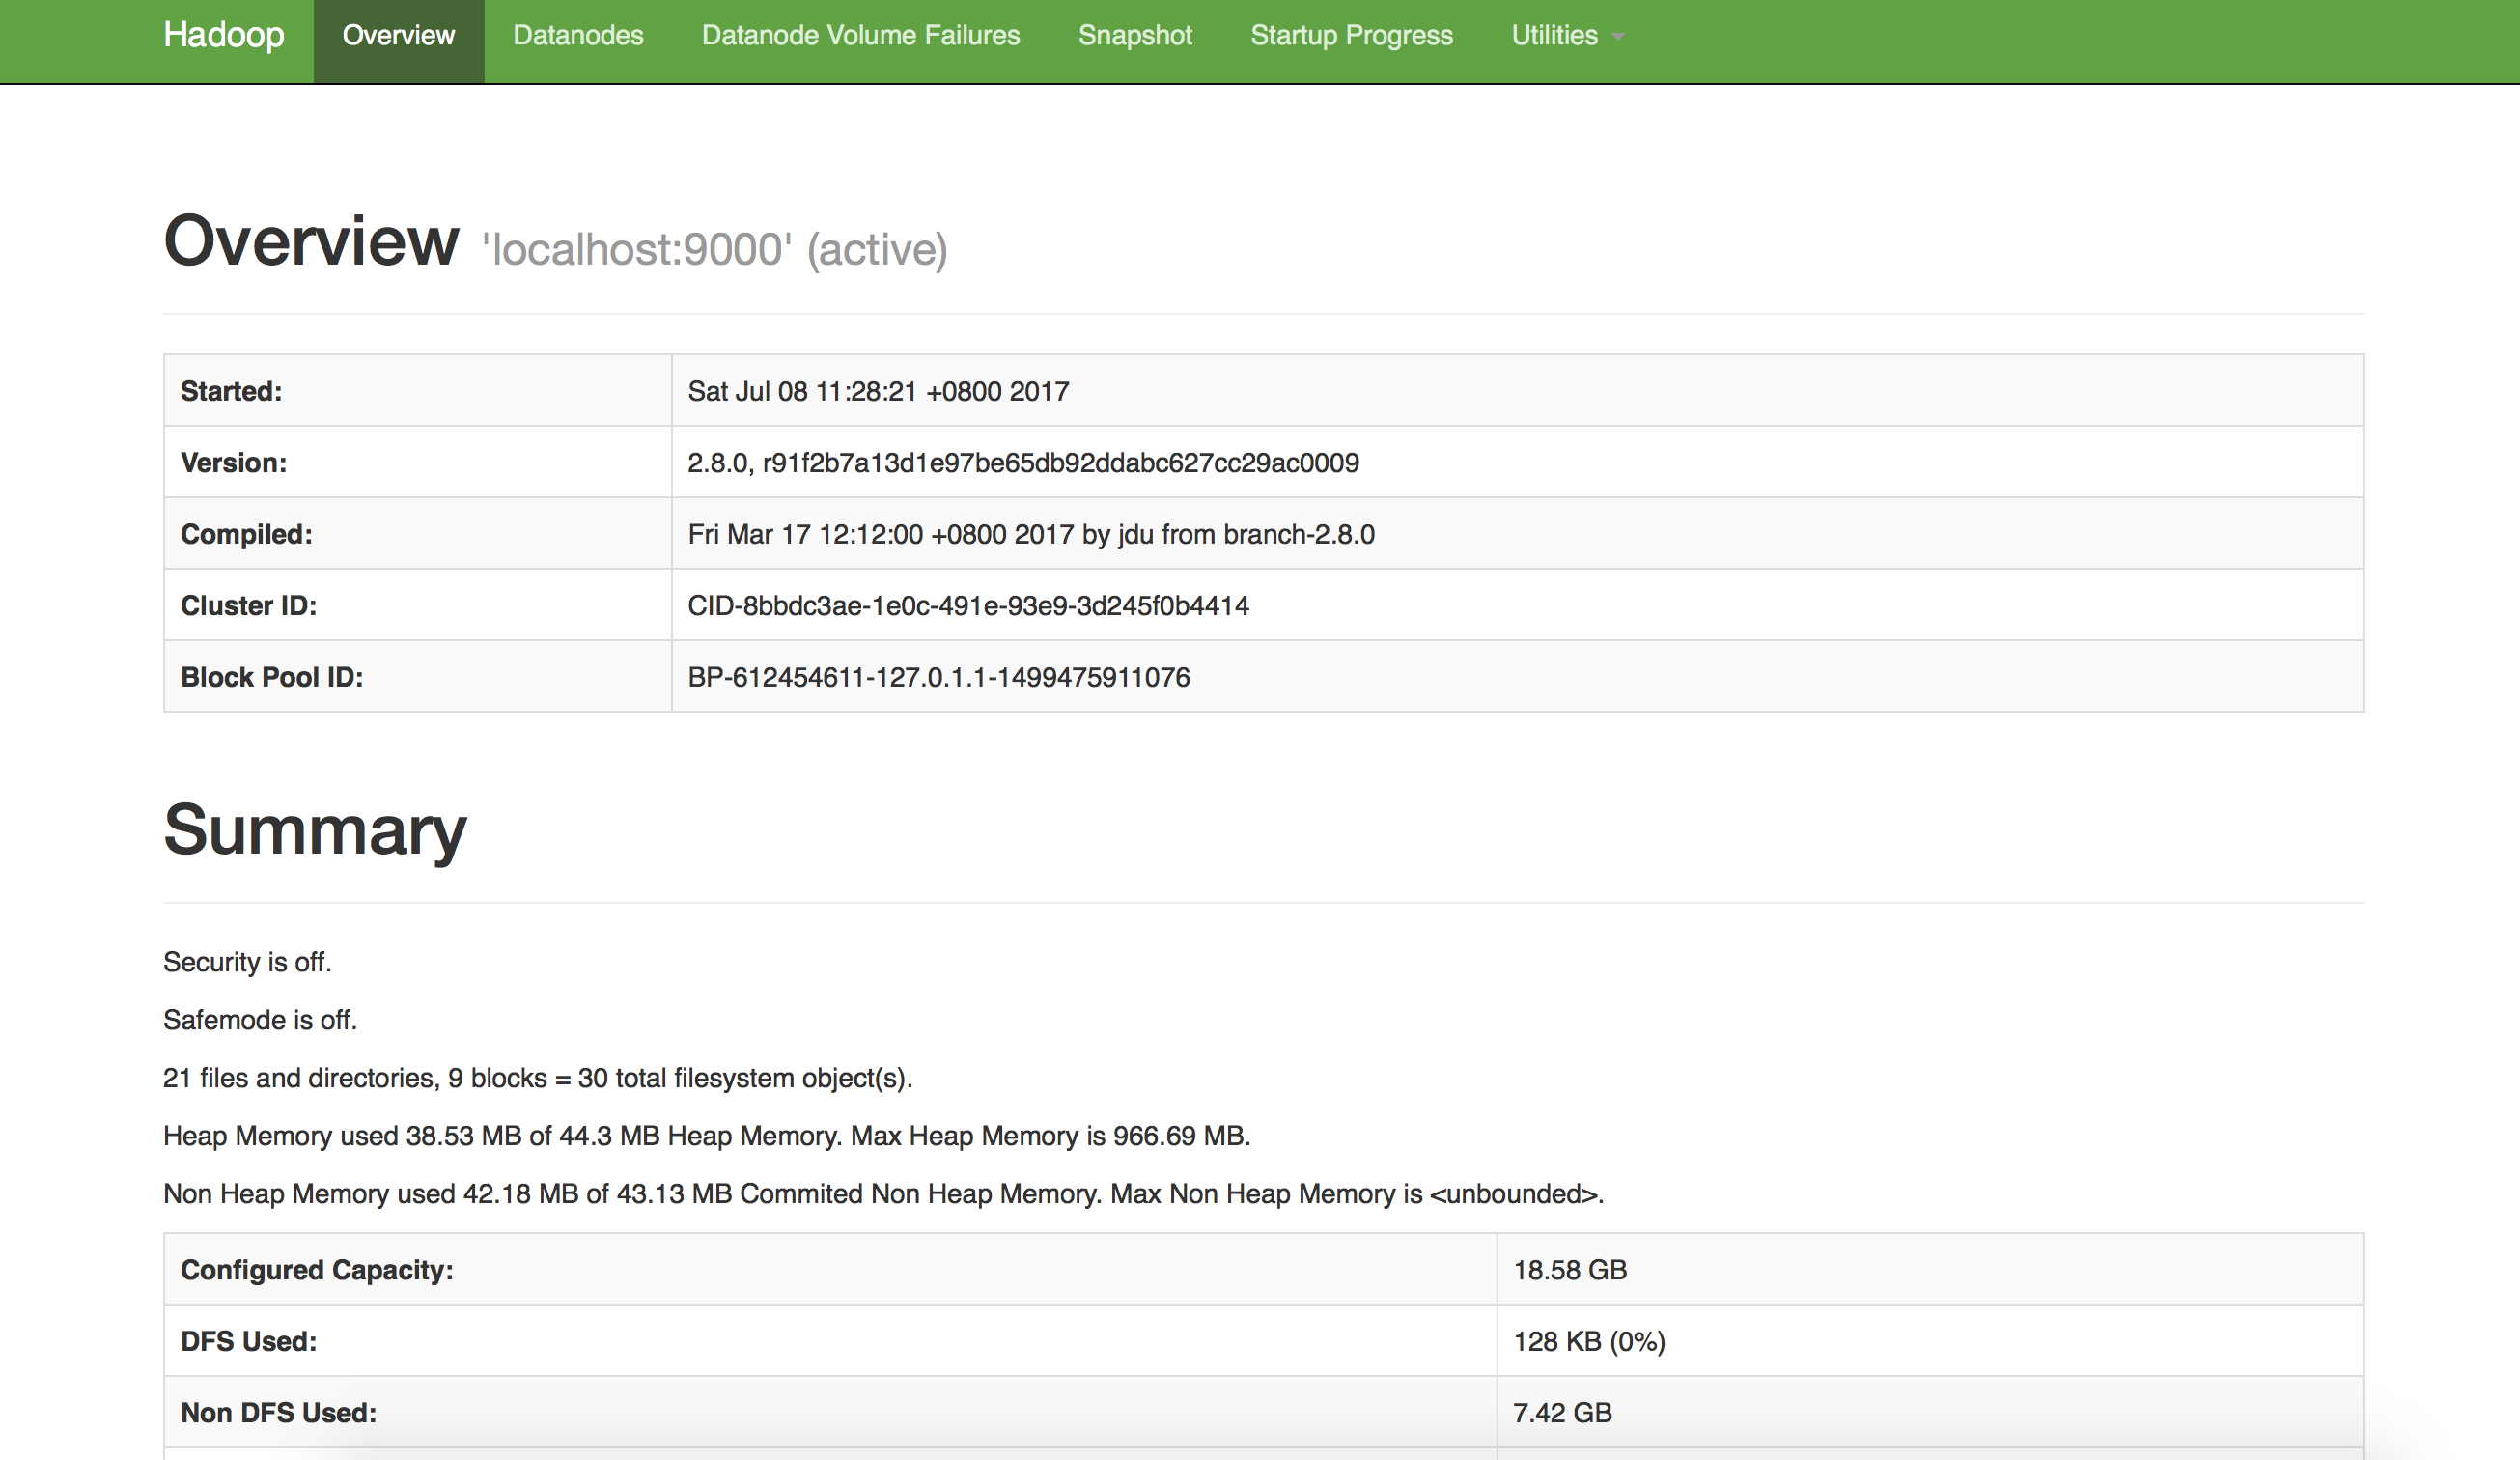 Hadoop Overview Datanodes Datanode Volume Failures Snapshot Startup Progress Utilities
Overview 'localhost:9000' (active)
Started: Sat Jul 08 11:28:21 +0800 2017
Version: 2.8.0, r91f2b7a13d1e97be65db92ddabc627cc29ac0009
Compiled: Fri Mar 17 12:12:00 +0800 2017 by jdu from branch-2.8.0
Cluster ID: CID-8bbdc3ae-1e0c-491e-93e9-3d245f0b4414
Block Pool ID: BP-612454611-127.0.1.1-1499475911076
Summary
Security is off.
Safemode is off.
21 files and directories, 9 blocks = 30 total filesystem object(s).
Heap Memory used 38.53 MB of 44.3 MB Heap Memory. Max Heap Memory is 966.69 MB.
Non Heap Memory used 42.18 MB of 43.13 MB Commited Non Heap Memory. Max Non Heap Memory is <unbounded>.
Configured Capacity: 18.58 GB
DFS Used: 128 KB (0%)
Non DFS Used: 7.42 GB